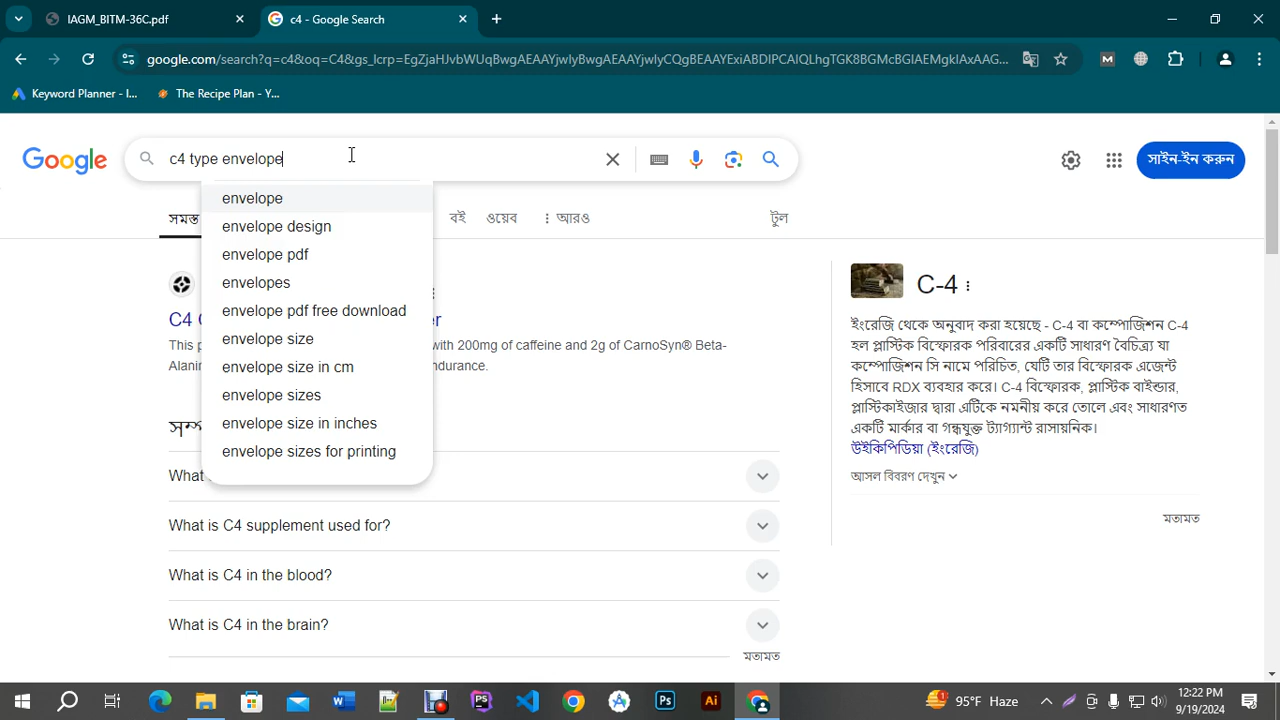 IAGM_BITM-36C.pdf
c4 - Google Search
google.com/search?q=c4&oq=C4&gs_lcrp=EgZjaHJvbWUqBwgAEAAYjwIyBwgAEAAYjwIyCQgBEAAYExiABDIPCAIQLhgTGK8BGMcBGIAEMgkIAxAAG...
Keyword Planner - I...
The Recipe Plan - Y...
Google
c4 type envelope
সাইন-ইন করুন
envelope
envelope design
envelope pdf
envelopes
envelope pdf free download
envelope size
envelope size in cm
envelope sizes
envelope size in inches
envelope sizes for printing
সমস্ত
বই
ওয়েব
আরও
টুল
C4
er
This p
with 200mg of caffeine and 2g of CarnoSyn® Beta-
Alanin
ndurance.
What
What is C4 supplement used for?
What is C4 in the blood?
What is C4 in the brain?
মতামত
C-4
ইংরেজি থেকে অনুবাদ করা হয়েছে - C-4 বা কম্পোজিশন C-4
হল প্লাস্টিক বিস্ফোরক পরিবারের একটি সাধারণ বৈচিত্র্য যা
কম্পোজিশন সি নামে পরিচিত, যেটি তার বিস্ফোরক এজেন্ট
হিসাবে RDX ব্যবহার করে। C-4 বিস্ফোরক, প্লাস্টিক বাইন্ডার,
প্লাস্টিকাইজার দ্বারা এটিকে নমনীয় করে তোলে এবং সাধারণত
একটি মার্কার বা গন্ধযুক্ত ট্যাগ্যান্ট রাসায়নিক।
উইকিপিডিয়া (ইংরেজি)
আসল বিবরণ দেখুন
মতামত
95°F Haze
12:22 PM
9/19/2024